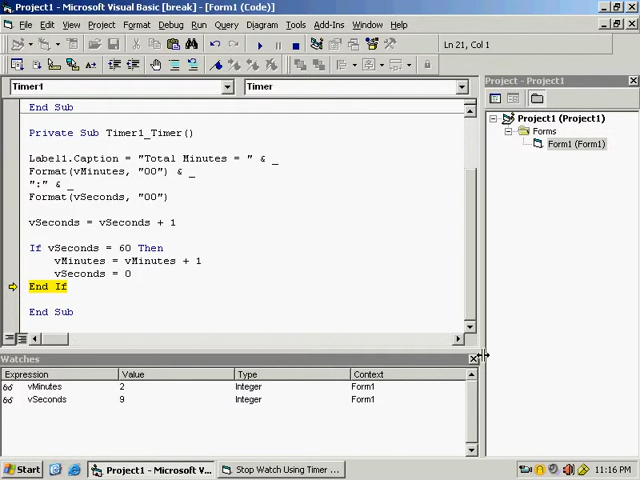 Project1 - Microsoft Visual Basic [break] - [Form1 (Code)]
File Edit View Project Format Debug Run Query Diagram Tools Add-Ins Window Help
Ln 21, Col 1
Timer1 Timer
Project - Project1
End Sub
Private Sub Timer1_Timer()
Label1.Caption = "Total Minutes = " & _
Format(vMinutes, "00") & _
":" & _
Format(vSeconds, "00")
vSeconds = vSeconds + 1
If vSeconds = 60 Then
vMinutes = vMinutes + 1
vSeconds = 0
End If
End Sub
Project1 (Project1)
Forms
Form1 (Form1)
Watches
Expression Value Type Context
vMinutes 2 Integer Form1
vSeconds 9 Integer Form1
Start Project1 - Microsoft V... Stop Watch Using Timer ... 11:16 PM